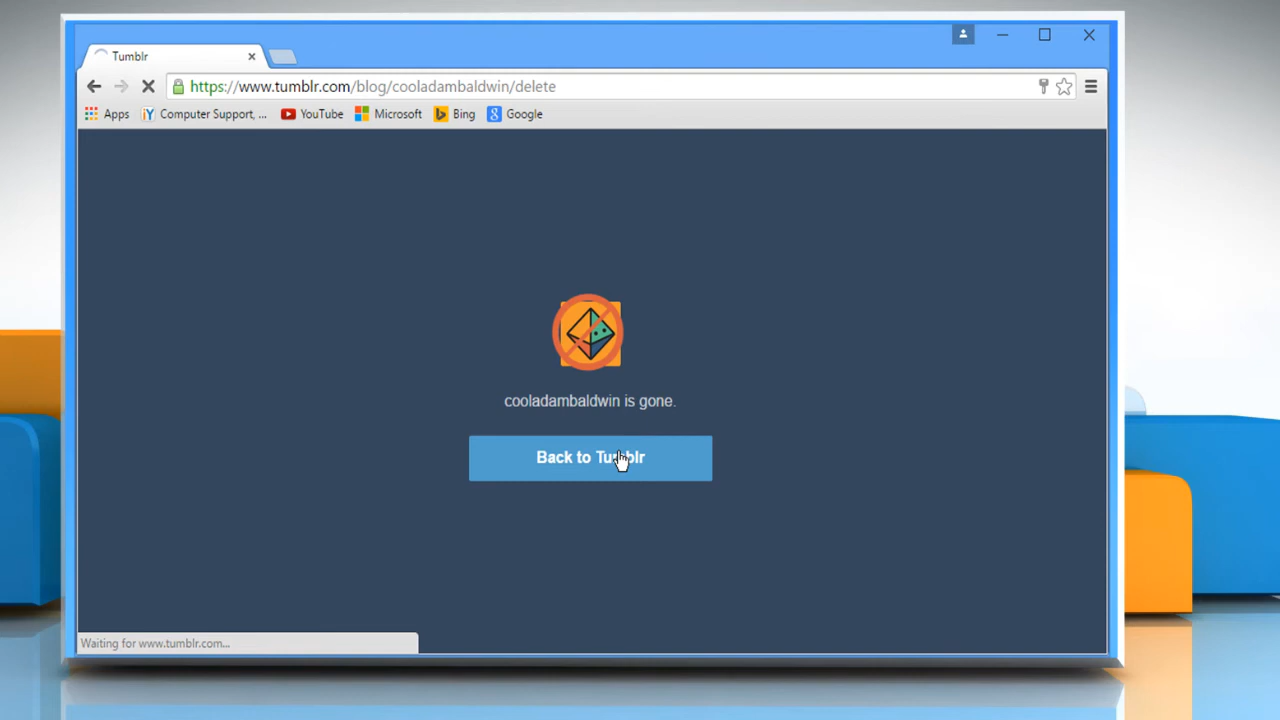 Tumblr
https://www.tumblr.com/blog/cooladambaldwin/delete
Apps iY Computer Support, ... YouTube Microsoft Bing Google
cooladambaldwin is gone.
Back to Tumblr
Waiting for www.tumblr.com...